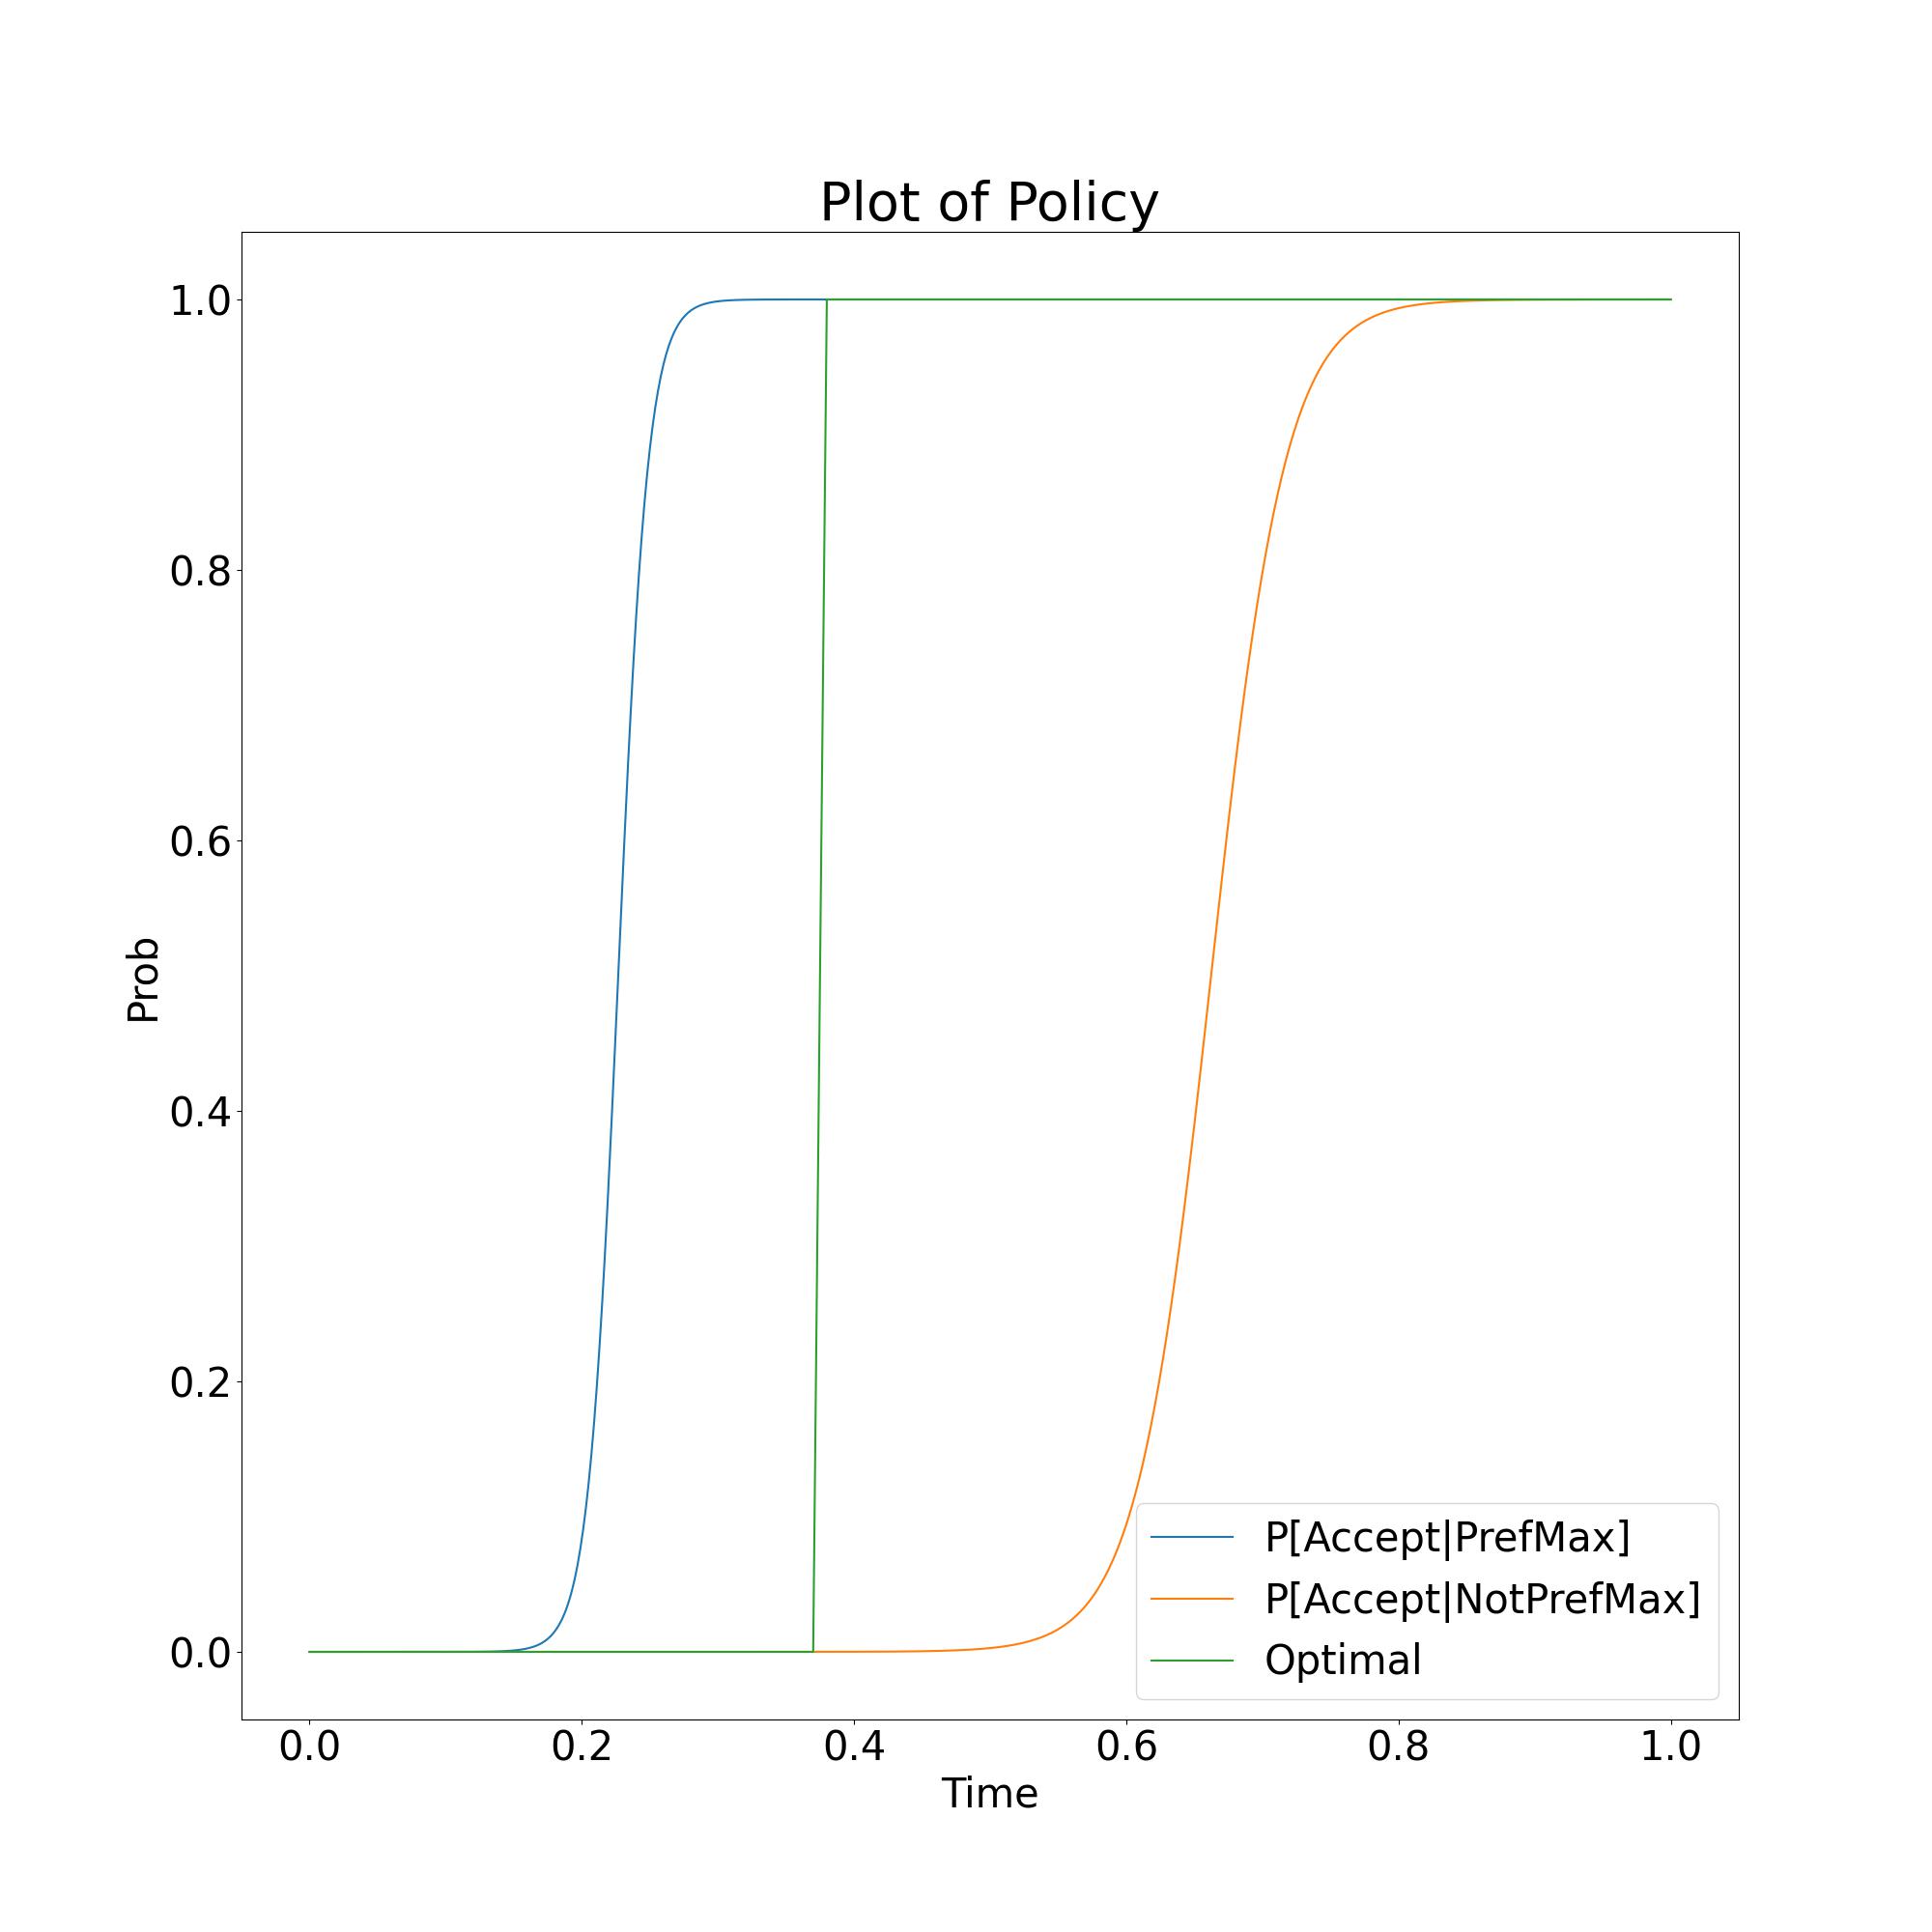 Plot of Policy
1.0
0.8
0.6
0.4
0.2
0.0
Prob
0.0 0.2 0.4 0.6 0.8 1.0
Time
P[Accept|PrefMax]
P[Accept|NotPrefMax]
Optimal